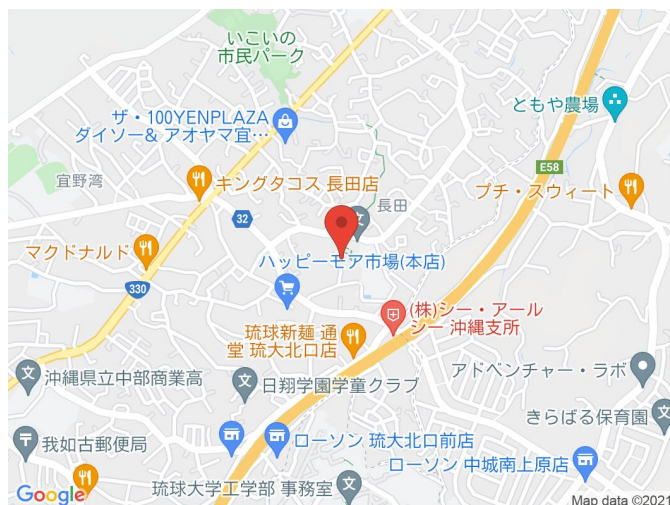 いこいの
市民パーク
ザ・100YENPLAZA
ダイソー& アオヤマ宜…
ともや農場
E58
宜野湾
キングタコス 長田店
プチ・スウィート
32
長田
マクドナルド
ハッピーモア市場(本店)
330
(株)シー・アール
シー 沖縄支所
琉球新麺 通
堂 琉大北口店
沖縄県立中部商業高
日翔学園学童クラブ
アドベンチャー・ラボ
きらぱる保育園
我如古郵便局
ローソン 琉大北口前店
ローソン 中城南上原店
琉球大学工学部 事務室
Google
Map data ©2021